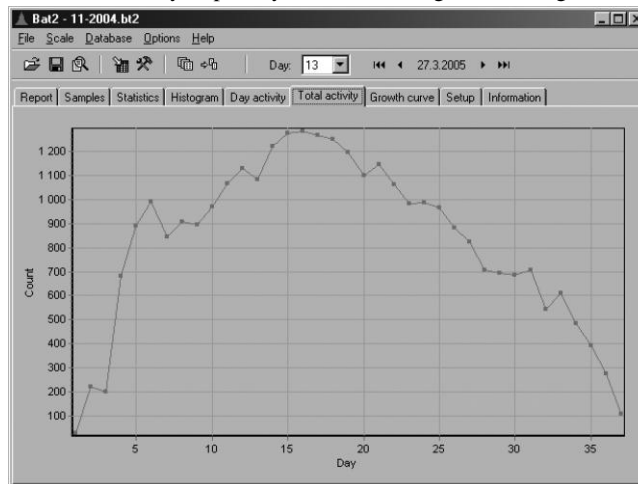 Bat2 - 11-2004.bt2
File Scale Database Options Help
Day: 13 27.3.2005
Report Samples Statistics Histogram Day activity Total activity Growth curve Setup Information
Count
1 200
1 100
1 000
900
800
700
600
500
400
300
200
100
5 10 15 20 25 30 35
Day